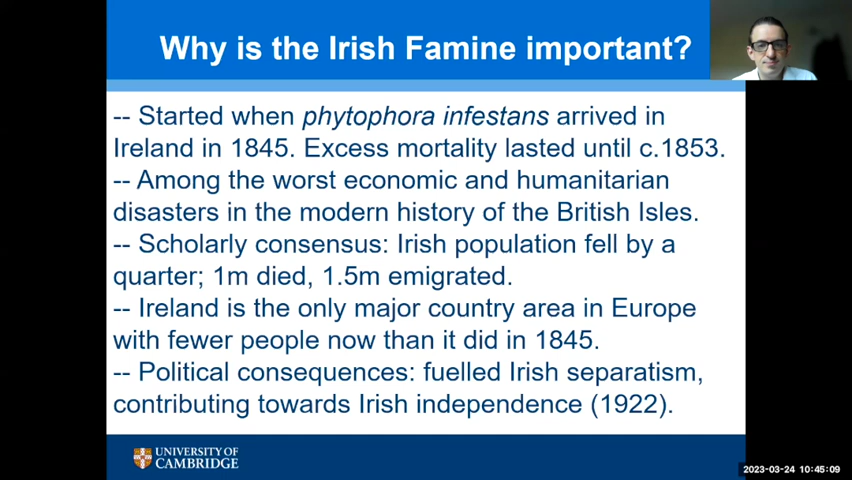 Why is the Irish Famine important?
-- Started when phytophora infestans arrived in
Ireland in 1845. Excess mortality lasted until c.1853.
-- Among the worst economic and humanitarian
disasters in the modern history of the British Isles.
-- Scholarly consensus: Irish population fell by a
quarter; 1m died, 1.5m emigrated.
-- Ireland is the only major country area in Europe
with fewer people now than it did in 1845.
-- Political consequences: fuelled Irish separatism,
contributing towards Irish independence (1922).
UNIVERSITY OF
CAMBRIDGE
2023-03-24 10:45:09